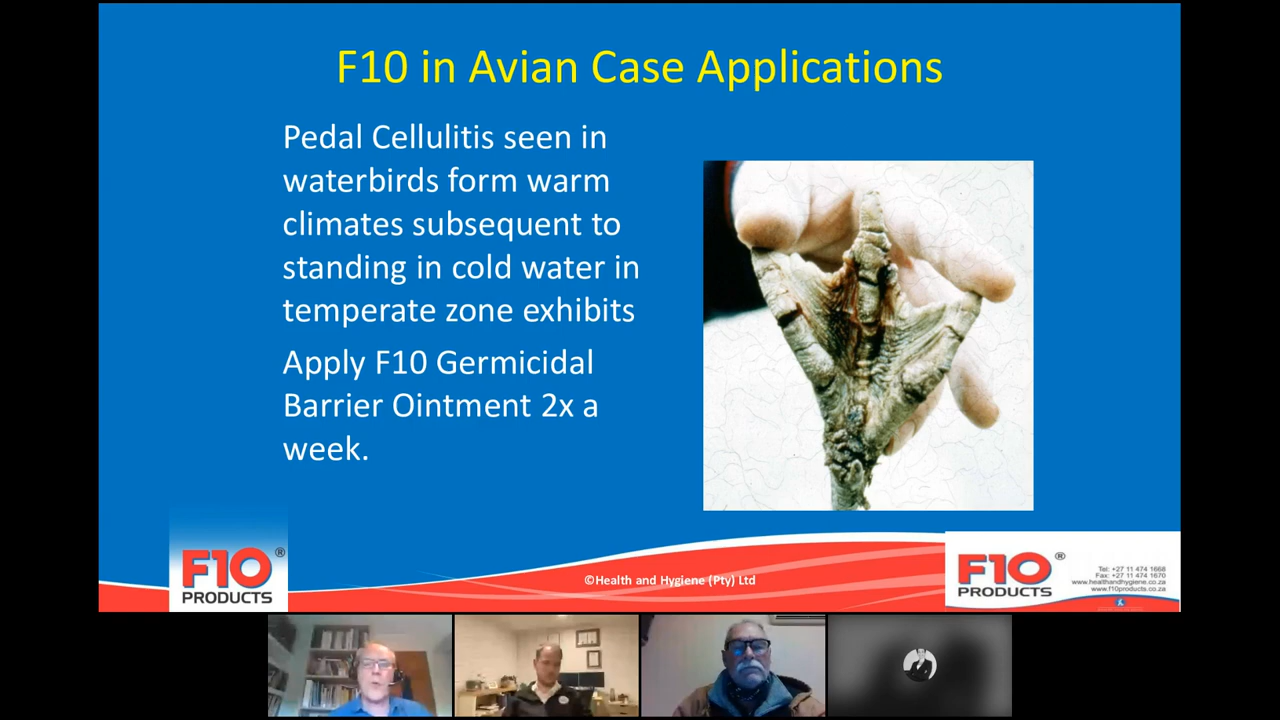 F10 in Avian Case Applications
Pedal Cellulitis seen in
waterbirds form warm
climates subsequent to
standing in cold water in
temperate zone exhibits
Apply F10 Germicidal
Barrier Ointment 2x a
week.
F10®
PRODUCTS
©Health and Hygiene (Pty) Ltd
F10®
PRODUCTS
Tel: +27 11 474 1668
Fax: +27 11 474 1670
www.healthandhygiene.co.za
www.f10products.co.za